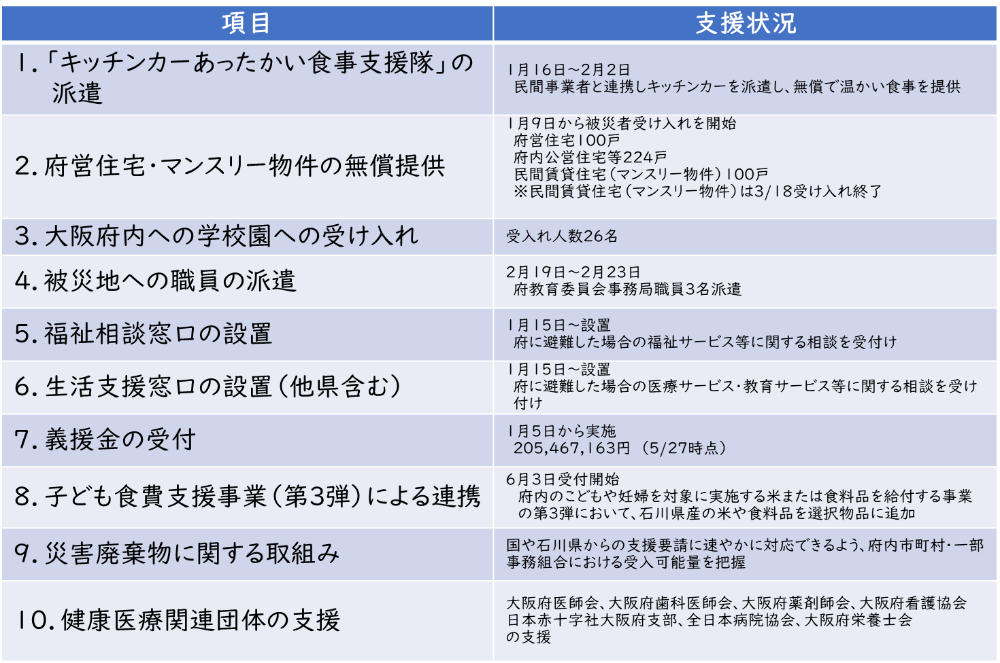 項目
支援状況
1.「キッチンカーあったかい食事支援隊」の
派遣
1月16日～2月2日
民間事業者と連携しキッチンカーを派遣し、無償で温かい食事を提供
2.府営住宅・マンスリー物件の無償提供
1月9日から被災者受け入れを開始
府営住宅100戸
府内公営住宅等224戸
民間賃貸住宅（マンスリー物件）100戸
※民間賃貸住宅（マンスリー物件）は3/18受け入れ終了
3.大阪府内への学校園への受け入れ
受入れ人数26名
4.被災地への職員の派遣
2月19日～2月23日
府教育委員会事務局職員3名派遣
5.福祉相談窓口の設置
1月15日～設置
府に避難した場合の福祉サービス等に関する相談を受付け
6.生活支援窓口の設置（他県含む）
1月15日～設置
府に避難した場合の医療サービス・教育サービス等に関する相談を受け
付け
7.義援金の受付
1月5日から実施
205,467,163円 （5/27時点）
8.子ども食費支援事業（第3弾）による連携
6月3日受付開始
府内のこどもや妊婦を対象に実施する米または食料品を給付する事業
の第3弾において、石川県産の米や食料品を選択物品に追加
9.災害廃棄物に関する取組み
国や石川県からの支援要請に速やかに対応できるよう、府内市町村・一部
事務組合における受入可能量を把握
10.健康医療関連団体の支援
大阪府医師会、大阪府歯科医師会、大阪府薬剤師会、大阪府看護協会
日本赤十字社大阪府支部、全日本病院協会、大阪府栄養士会
の支援